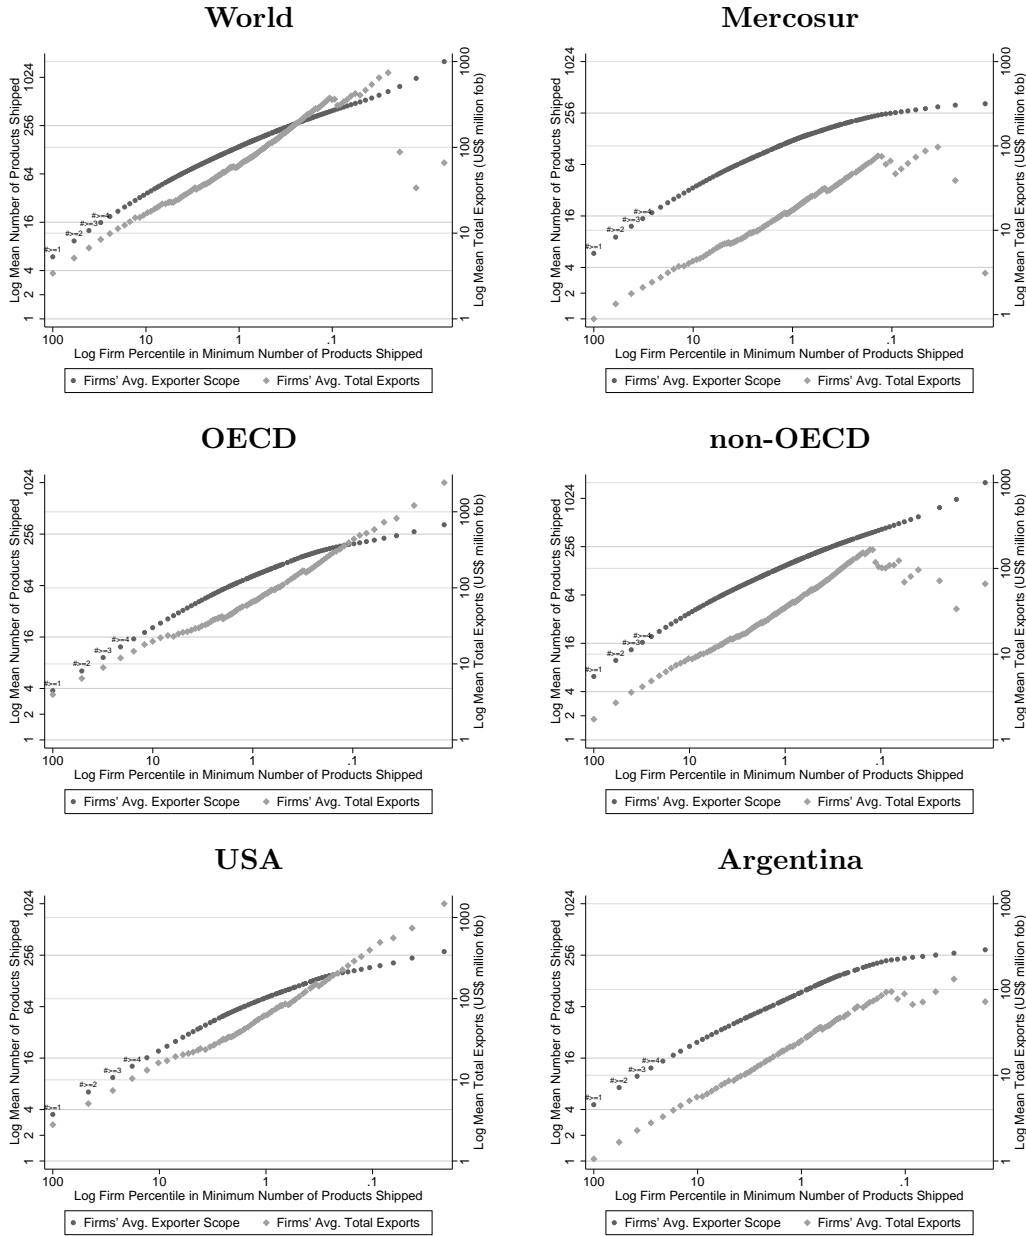 World
Log Mean Number of Products Shipped
1 2 4 16 64 256 1024
#>=1
#>=2
#>=3
#>=4
1 10 100 1000
Log Mean Total Exports (US$ million fob)
100 10 1 .1
Log Firm Percentile in Minimum Number of Products Shipped
Firms' Avg. Exporter Scope Firms' Avg. Total Exports
Mercosur
Log Mean Number of Products Shipped
1 2 4 16 64 256 1024
#>=1
#>=2
#>=3
#>=4
1 10 100 1000
Log Mean Total Exports (US$ million fob)
100 10 1 .1
Log Firm Percentile in Minimum Number of Products Shipped
Firms' Avg. Exporter Scope Firms' Avg. Total Exports
OECD
Log Mean Number of Products Shipped
1 2 4 16 64 256 1024
#>=1
#>=2
#>=3
#>=4
1 10 100 1000
Log Mean Total Exports (US$ million fob)
100 10 1 .1
Log Firm Percentile in Minimum Number of Products Shipped
Firms' Avg. Exporter Scope Firms' Avg. Total Exports
non-OECD
Log Mean Number of Products Shipped
1 2 4 16 64 256 1024
#>=1
#>=2
#>=3
#>=4
1 10 100 1000
Log Mean Total Exports (US$ million fob)
100 10 1 .1
Log Firm Percentile in Minimum Number of Products Shipped
Firms' Avg. Exporter Scope Firms' Avg. Total Exports
USA
Log Mean Number of Products Shipped
1 2 4 16 64 256 1024
#>=1
#>=2
#>=3
#>=4
1 10 100 1000
Log Mean Total Exports (US$ million fob)
100 10 1 .1
Log Firm Percentile in Minimum Number of Products Shipped
Firms' Avg. Exporter Scope Firms' Avg. Total Exports
Argentina
Log Mean Number of Products Shipped
1 2 4 16 64 256 1024
#>=1
#>=2
#>=3
#>=4
1 10 100 1000
Log Mean Total Exports (US$ million fob)
100 10 1 .1
Log Firm Percentile in Minimum Number of Products Shipped
Firms' Avg. Exporter Scope Firms' Avg. Total Exports